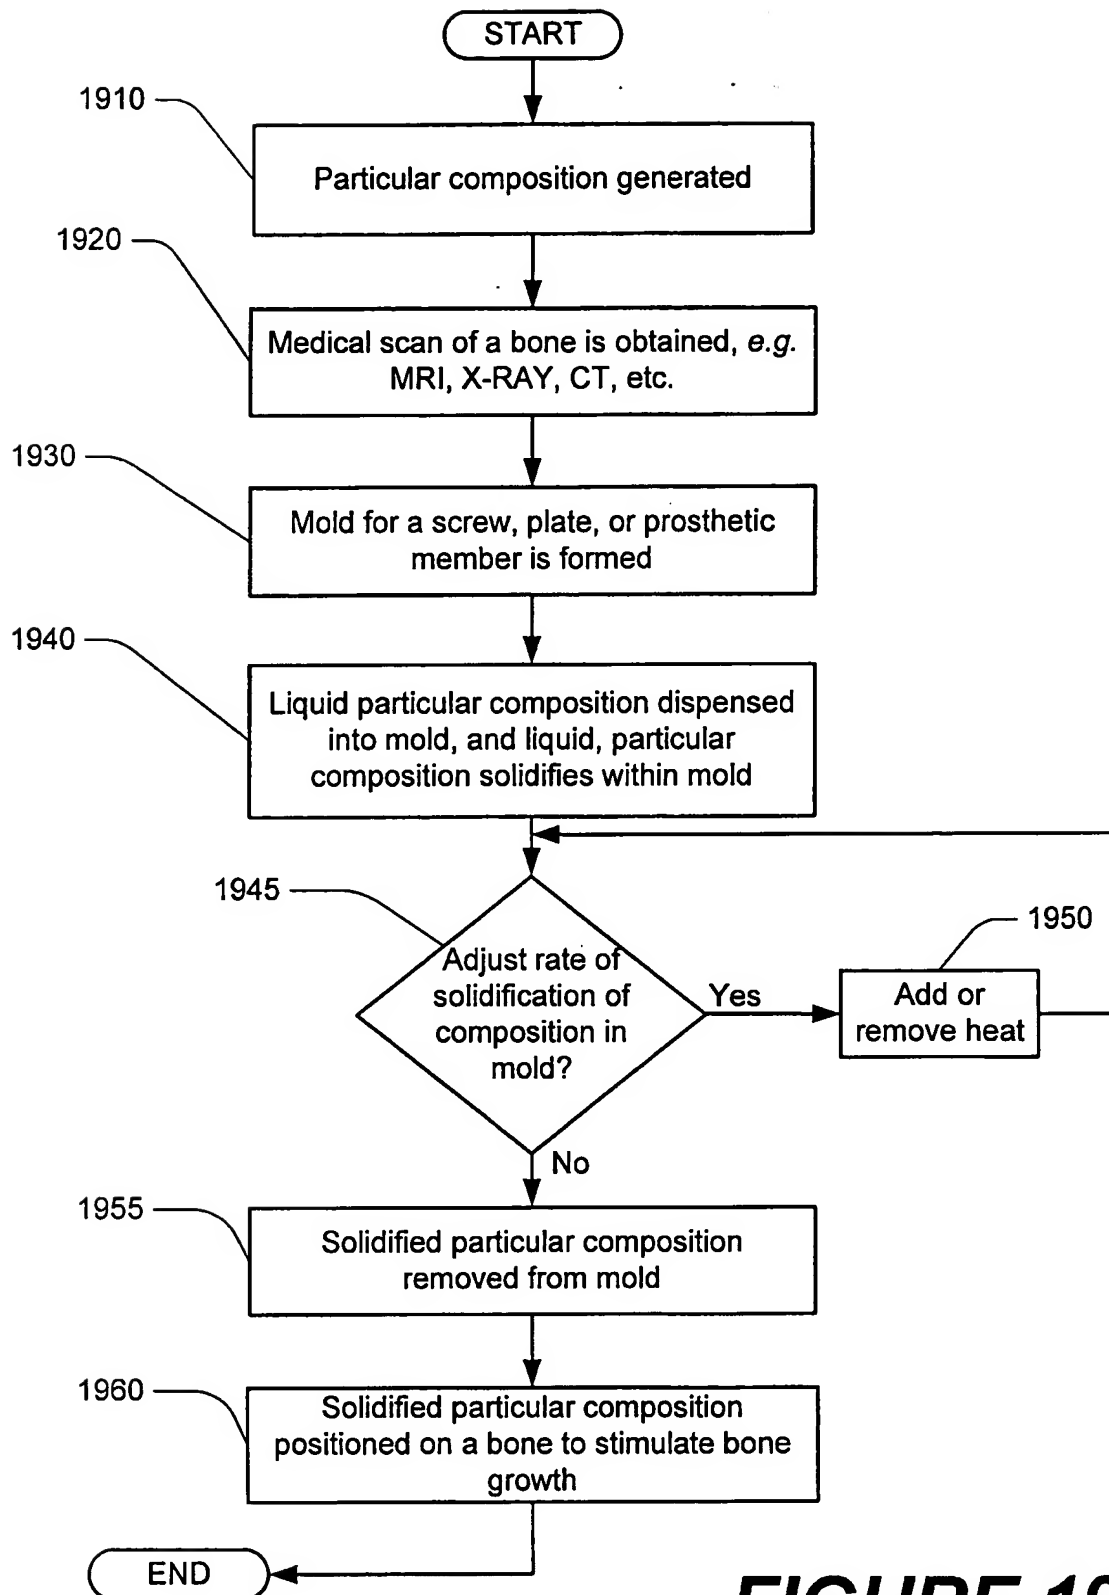 START
1910
Particular composition generated
1920
Medical scan of a bone is obtained, e.g.
MRI, X-RAY, CT, etc.
1930
Mold for a screw, plate, or prosthetic
member is formed
1940
Liquid particular composition dispensed
into mold, and liquid, particular
composition solidifies within mold
1945
Adjust rate of
solidification of
composition in
mold?
Yes
1950
Add or
remove heat
No
1955
Solidified particular composition
removed from mold
1960
Solidified particular composition
positioned on a bone to stimulate bone
growth
END
FIGURE 19